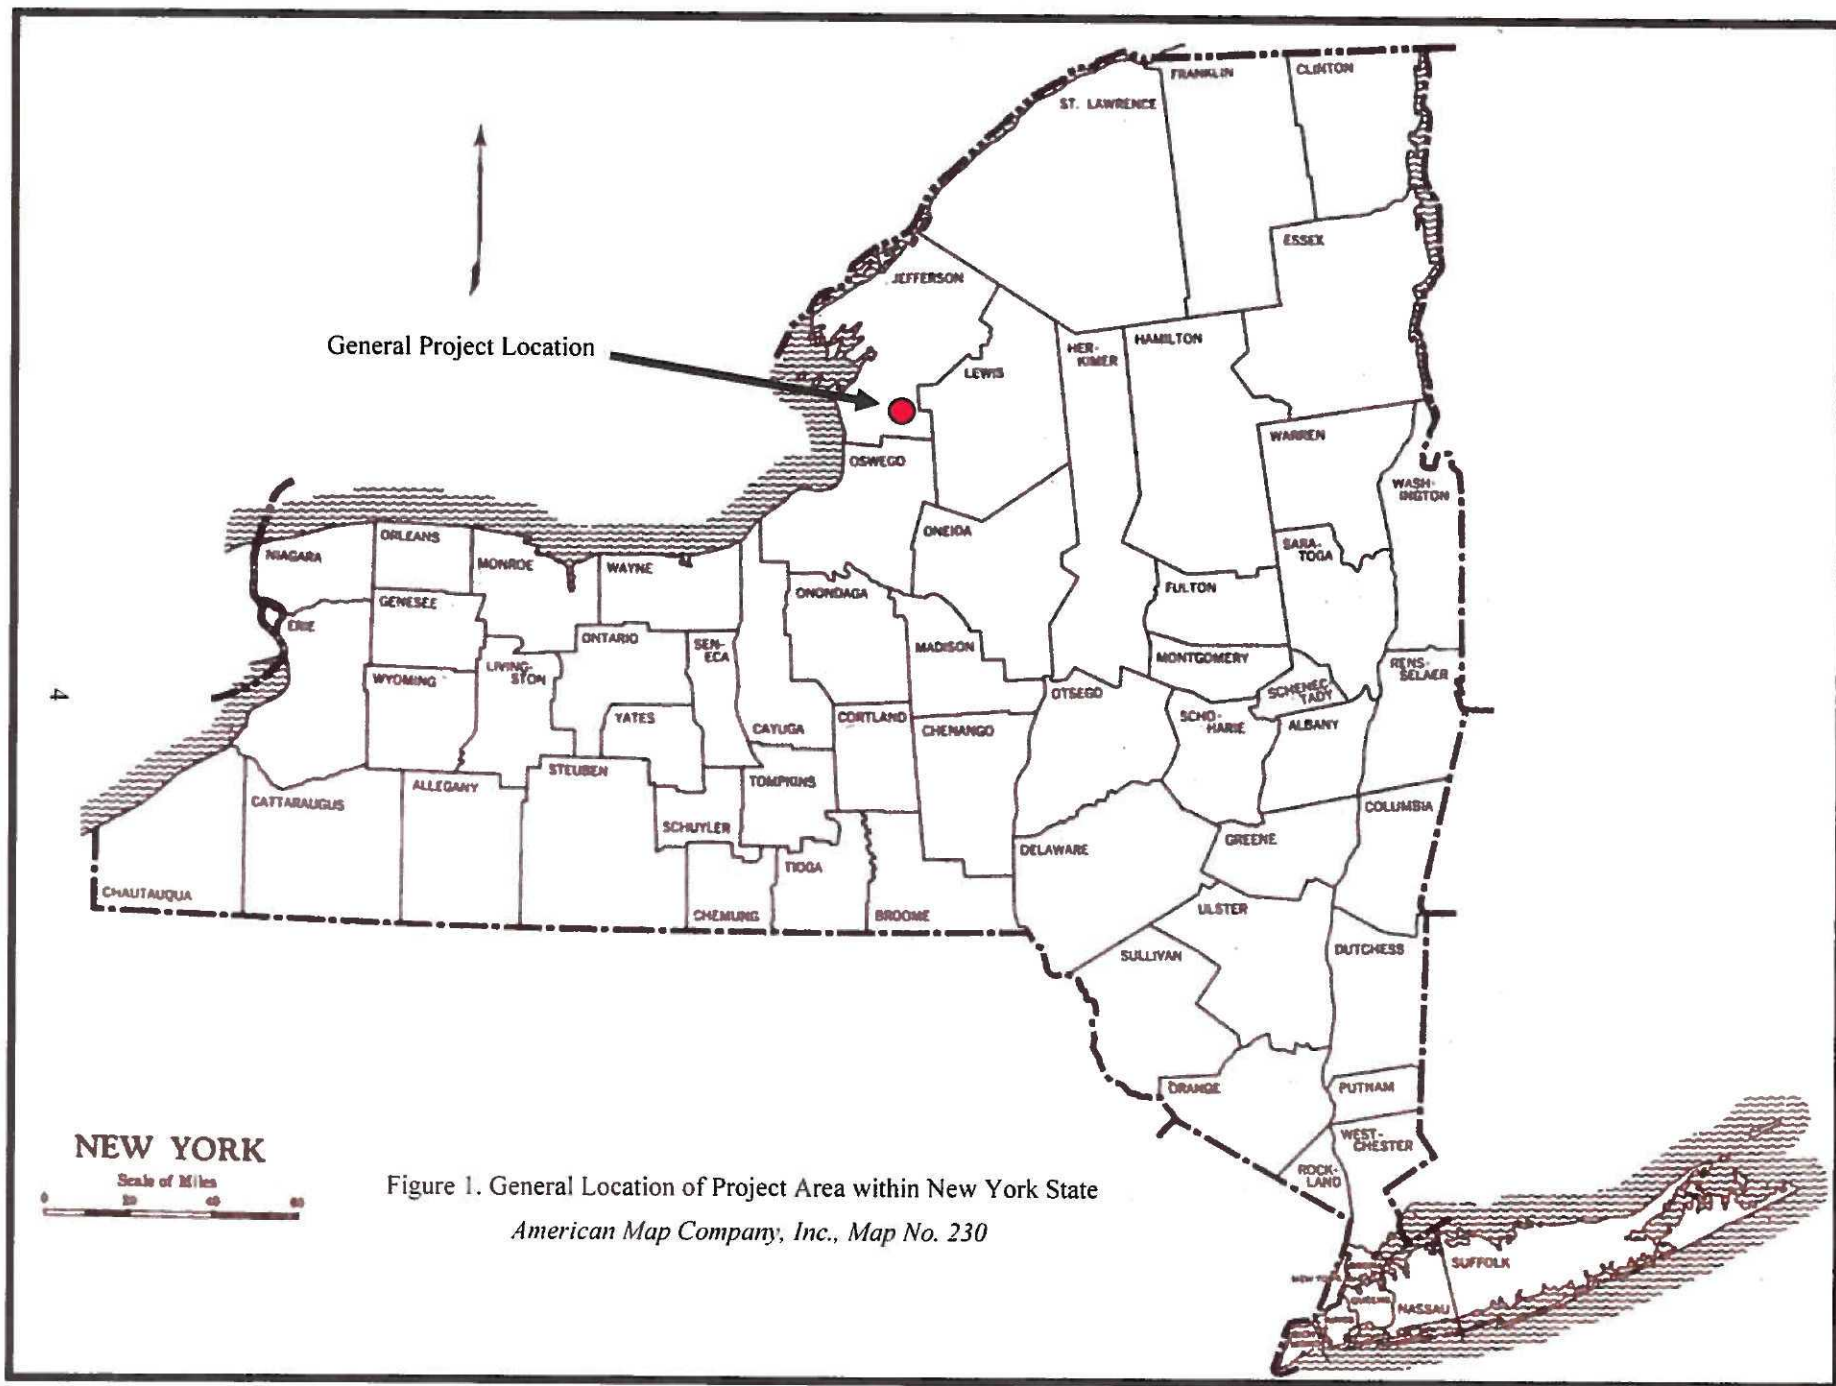 FRANKLIN
CLINTON
ST. LAWRENCE
ESSEX
JEFFERSON
General Project Location
HER-
KIMER
HAMILTON
LEWIS
WARREN
OSWEGO
WASH-
INGTON
ONEIDA
ORLEANS
NIAGARA
MONROE
WAYNE
SARA-
TOGA
FULTON
ONONDAGA
GENESEE
ERIE
ONTARIO
SEN-
ECA
MADISON
MONTGOMERY
RENS-
SELAER
LIVING-
STON
WYOMING
SCHENEC-
TADY
OTSEGO
4
YATES
CAYUGA
CORTLAND
CHENANGO
SCHO-
HARIE
ALBANY
STEUBEN
ALLEGANY
TOMPKINS
CATTARAUGUS
COLUMBIA
SCHUYLER
GREENE
DELAWARE
TIOGA
CHAUTAUQUA
CHEMUNG
BROOME
ULSTER
SULLIVAN
DUTCHESS
ORANGE
PUTNAM
WEST-
CHESTER
ROCK-
LAND
NEW YORK
Scale of Miles
0 20 40 60
Figure 1. General Location of Project Area within New York State
American Map Company, Inc., Map No. 230
SUFFOLK
NEW YORK
QUEENS
NASSAU